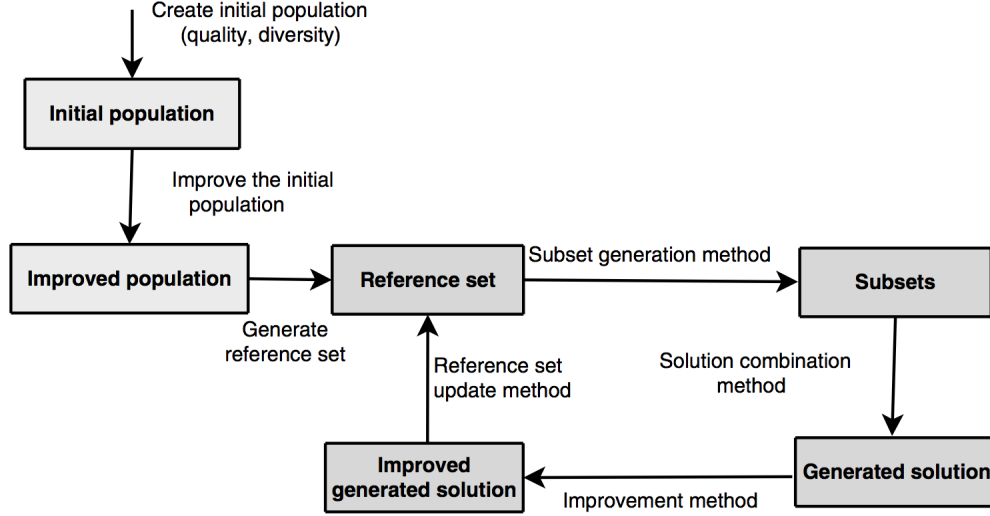 Create initial population
(quality, diversity)
Initial population
Improve the initial
population
Improved population
Generate
reference set
Reference set
Subset generation method
Subsets
Solution combination
method
Generated solution
Improvement method
Improved
generated solution
Reference set
update method